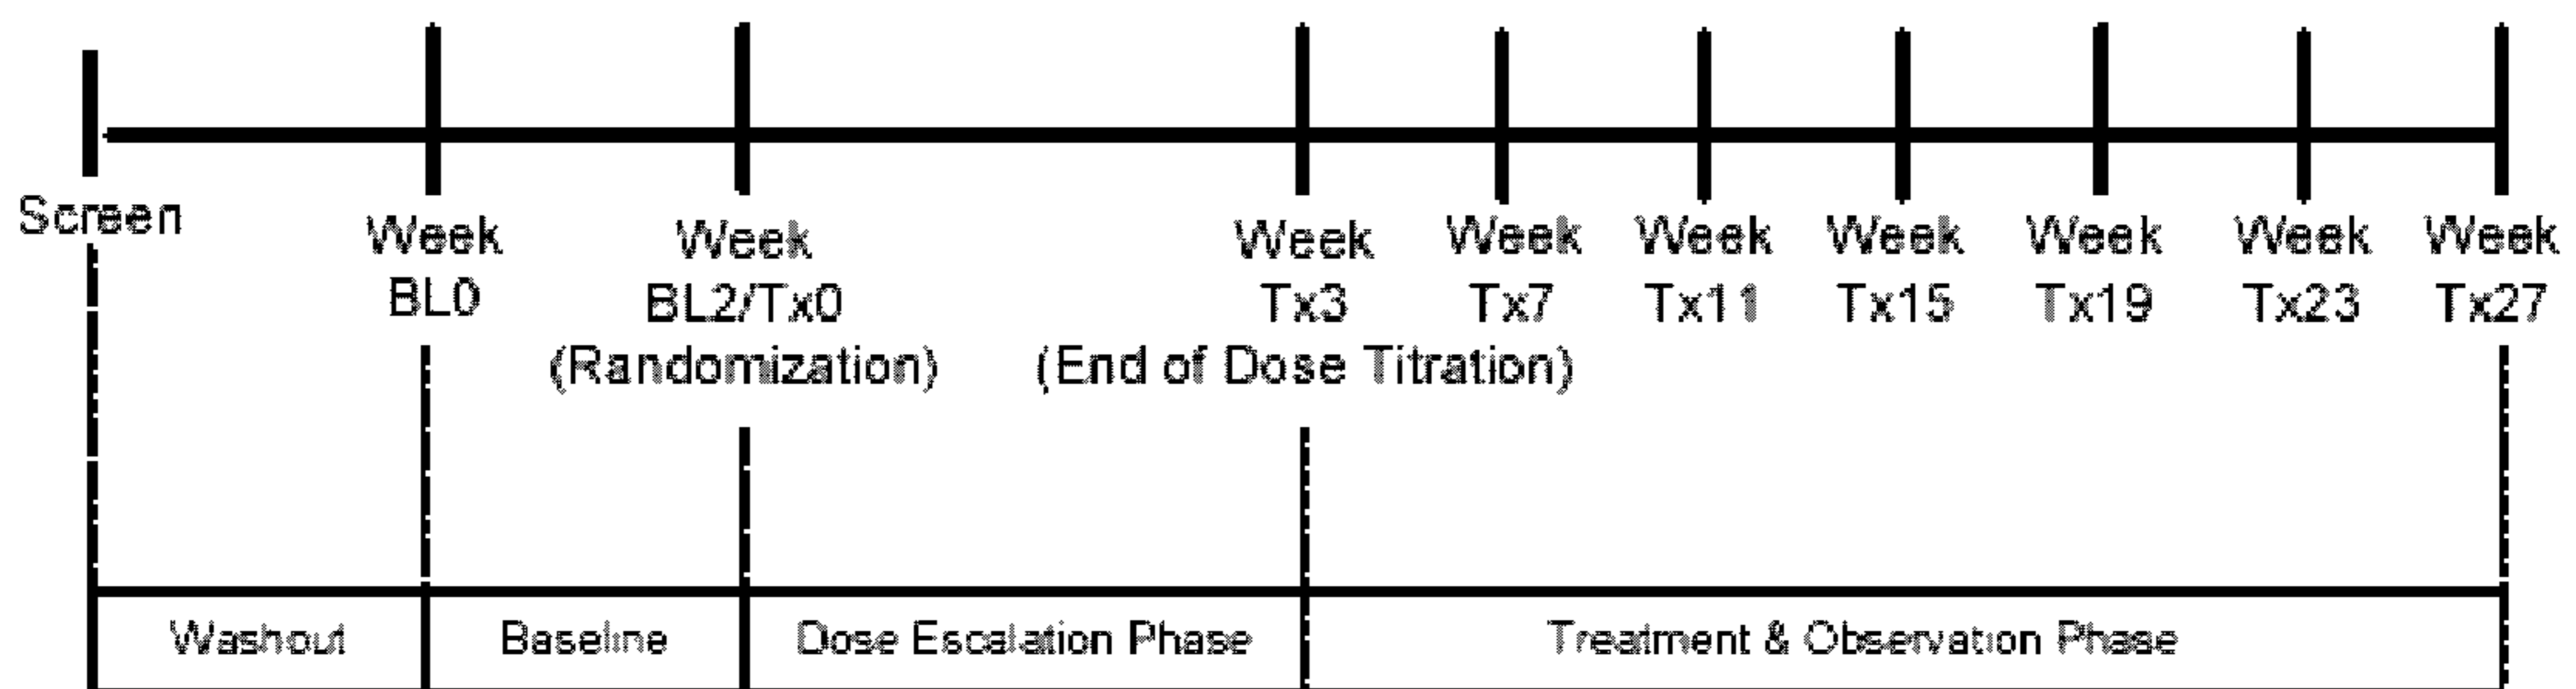 Screen
Week
BL0
Week
BL2/Tx0
(Randomization)
Week
Tx3
(End of Dose Titration)
Week
Tx7
Week
Tx11
Week
Tx15
Week
Tx19
Week
Tx23
Week
Tx27
Washout
Baseline
Dose Escalation Phase
Treatment & Observation Phase